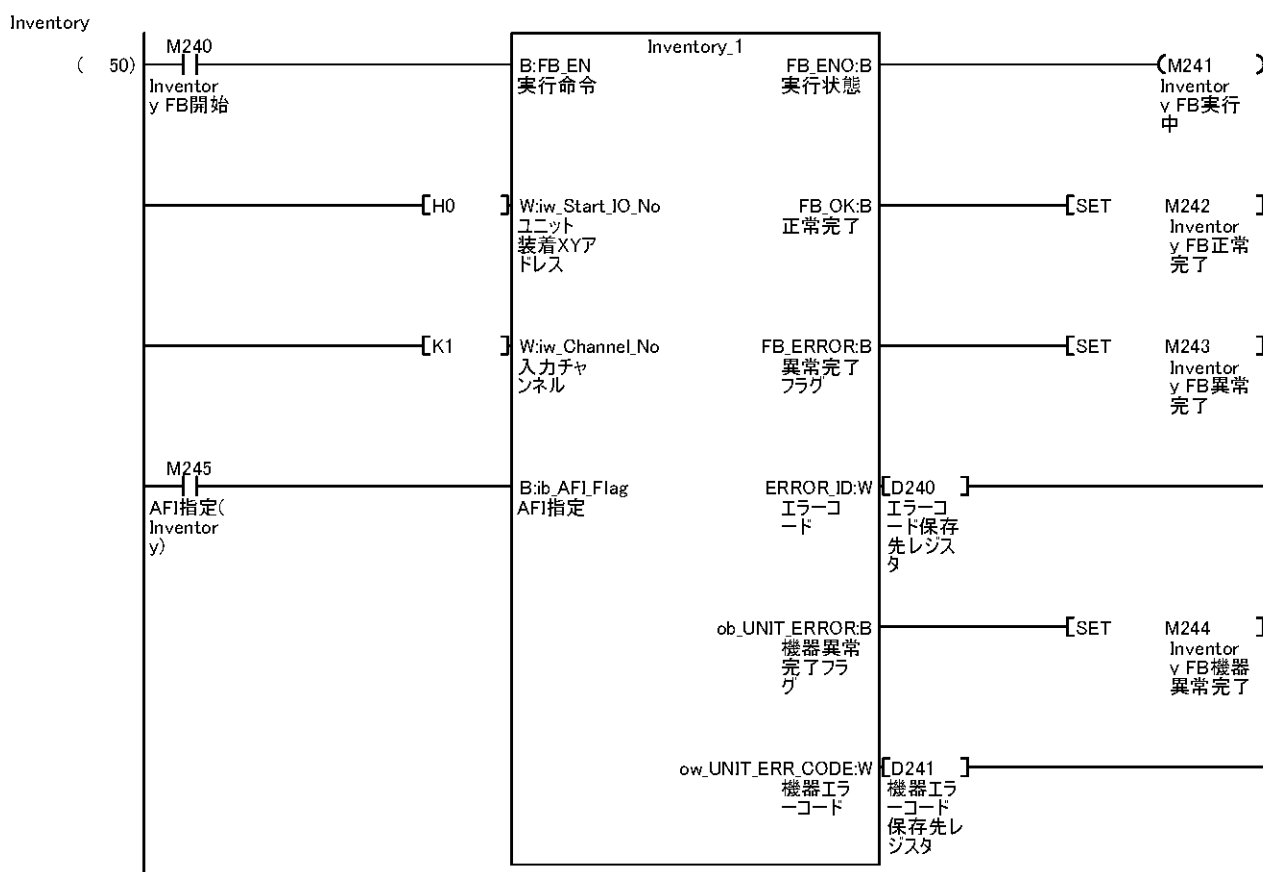 Inventory
( 50)
M240
Inventor
y FB開始
Inventory_1
B:FB_EN
実行命令
FB_ENO:B
実行状態
(M241 )
Inventor
y FB実行
中
[H0 ]
W:iw_Start_IO_No
ユニット
装着XYア
ドレス
FB_OK:B
正常完了
[SET M242 ]
Inventor
y FB正常
完了
[K1 ]
W:iw_Channel_No
入力チャ
ンネル
FB_ERROR:B
異常完了
フラグ
[SET M243 ]
Inventor
y FB異常
完了
M245
AFI指定(
Inventor
y)
B:ib_AFI_Flag
AFI指定
ERROR_ID:W
エラーコ
ード
[D240 ]
エラーコ
ード保存
先レジス
タ
ob_UNIT_ERROR:B
機器異常
完了フラ
グ
[SET M244 ]
Inventor
y FB機器
異常完了
ow_UNIT_ERR_CODE:W
機器エラ
ーコード
[D241 ]
機器エラ
ーコード
保存先レ
ジスタ